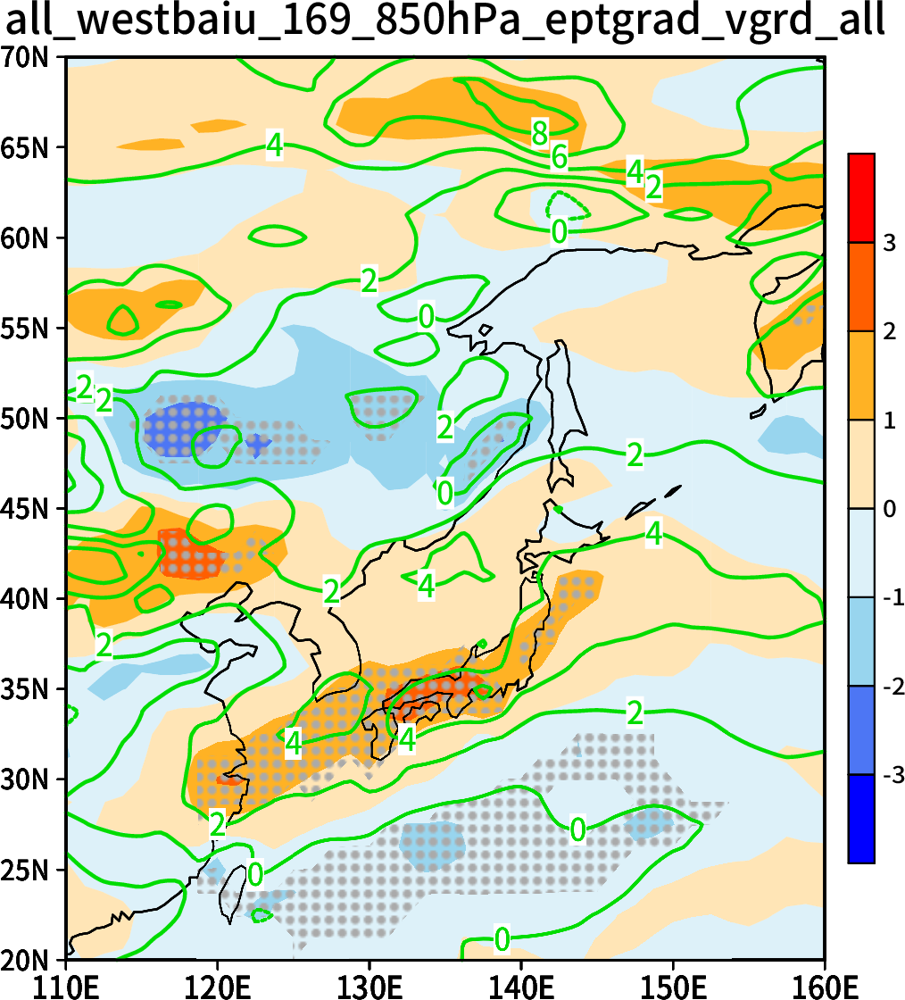 all_westbaiu_169_850hPa_eptgrad_vgrd_all
70N
65N
60N
55N
50N
45N
40N
35N
30N
25N
20N
110E 120E 130E 140E 150E 160E
3
2
1
0
-1
-2
-3
8
4 6
4 2
0
2
0
2 2
2
2
0
4
2 4
2
2
4 4
2 0
0
0